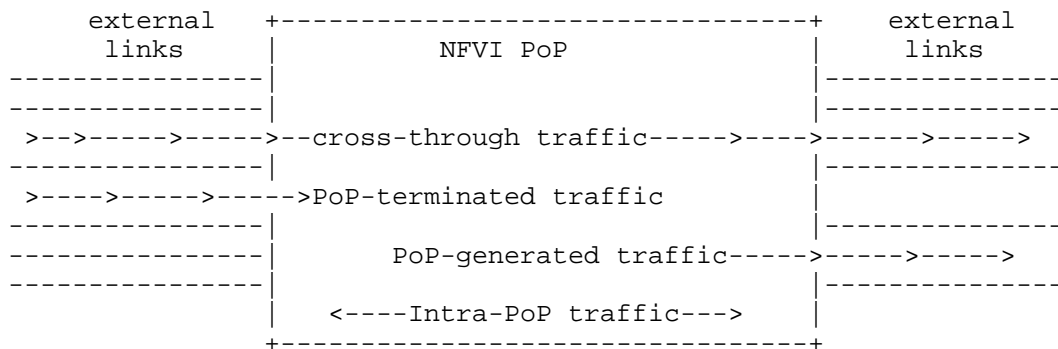 external +--------------------------------+ external
links | NFVI PoP | links
----------------| |---------------
----------------| |---------------
>-->----->----->--cross-through traffic----->---->------>----->
----------------| |---------------
>---->----->----->PoP-terminated traffic |
----------------| |---------------
----------------| PoP-generated traffic----->----->----->
----------------| |---------------
| <----Intra-PoP traffic---> |
+--------------------------------+